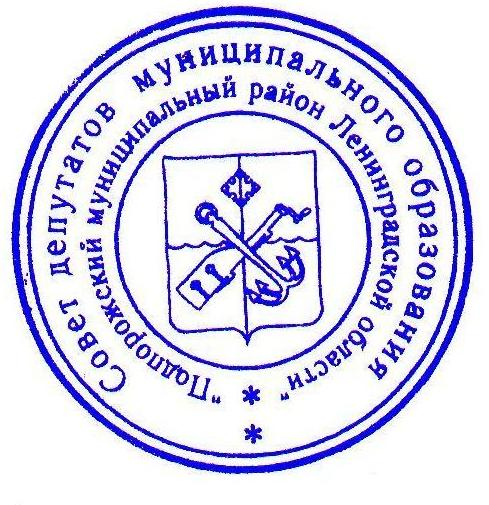 Совет депутатов муниципального образования *
"Подпорожский муниципальный район Ленинградской области" *